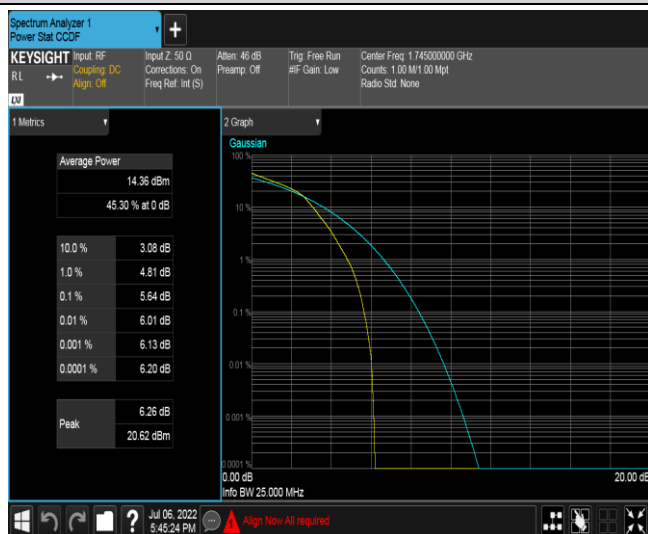 Spectrum Analyzer 1
Power Stat CCDF
+
KEYSIGHT
RL
LXI
Input: RF
Coupling: DC
Align: Off
Input Z: 50 Ω
Corrections: On
Freq Ref: Int (S)
Atten: 46 dB
Preamp: Off
Trig: Free Run
#IF Gain: Low
Center Freq: 1.745000000 GHz
Counts: 1.00 M/1.00 Mpt
Radio Std: None
1 Metrics
Average Power
14.36 dBm
45.30 % at 0 dB
10.0 % 3.08 dB
1.0 % 4.81 dB
0.1 % 5.64 dB
0.01 % 6.01 dB
0.001 % 6.13 dB
0.0001 % 6.20 dB
Peak
6.26 dB
20.62 dBm
2 Graph
Gaussian
100 %
10 %
1 %
0.1 %
0.01 %
0.001 %
0.0001 %
0.00 dB
20.00 dB
Info BW 25.000 MHz
?
Jul 06, 2022
5:45:24 PM
Align Now All required